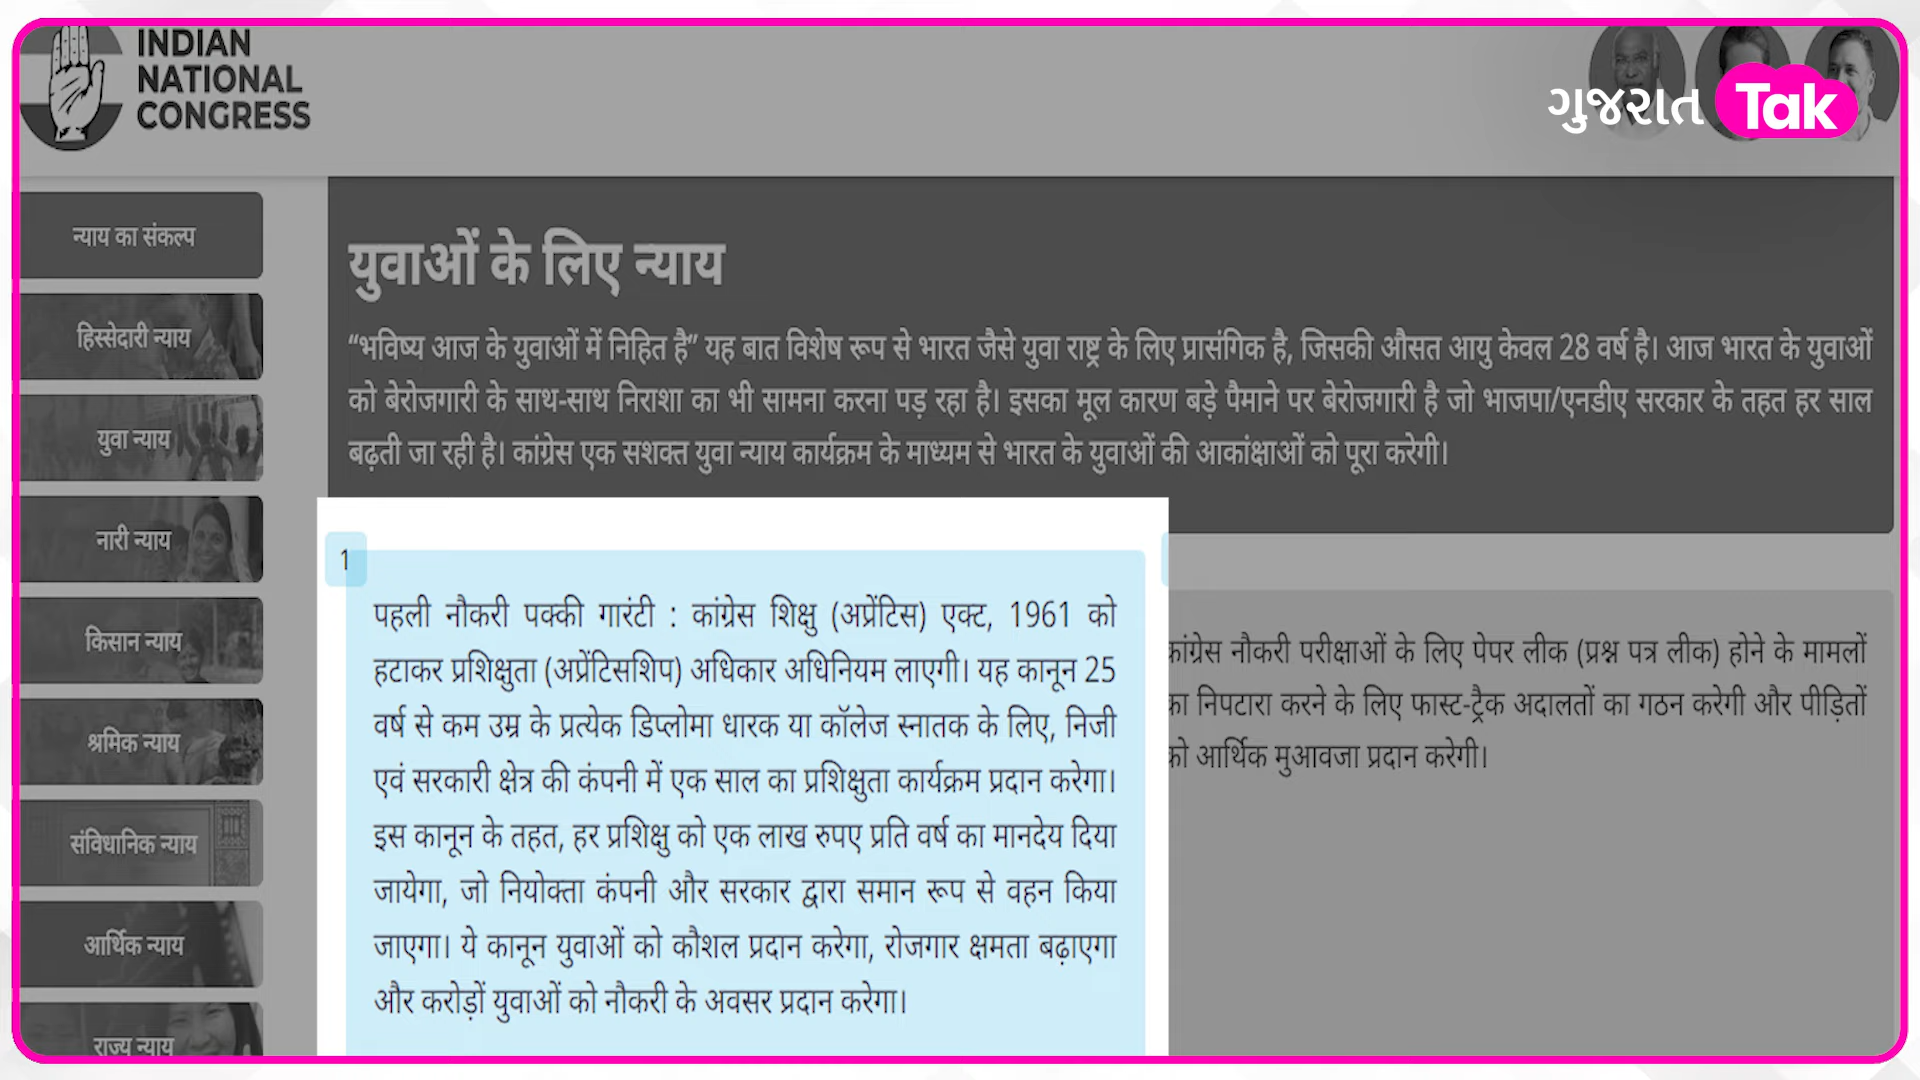 INDIAN
NATIONAL
CONGRESS
ગુજરાત Tak
न्याय का संकल्प
हिस्सेदारी न्याय
युवा न्याय
नारी न्याय
किसान न्याय
श्रमिक न्याय
संविधानिक न्याय
आर्थिक न्याय
राज्य न्याय
युवाओं के लिए न्याय
“भविष्य आज के युवाओं में निहित है” यह बात विशेष रूप से भारत जैसे युवा राष्ट्र के लिए प्रासंगिक है, जिसकी औसत आयु केवल 28 वर्ष है। आज भारत के युवाओं
को बेरोजगारी के साथ-साथ निराशा का भी सामना करना पड़ रहा है। इसका मूल कारण बड़े पैमाने पर बेरोजगारी है जो भाजपा/एनडीए सरकार के तहत हर साल
बढ़ती जा रही है। कांग्रेस एक सशक्त युवा न्याय कार्यक्रम के माध्यम से भारत के युवाओं की आकांक्षाओं को पूरा करेगी।
1
पहली नौकरी पक्की गारंटी : कांग्रेस शिक्षु (अप्रेंटिस) एक्ट, 1961 को
हटाकर प्रशिक्षुता (अप्रेंटिसशिप) अधिकार अधिनियम लाएगी। यह कानून 25
वर्ष से कम उम्र के प्रत्येक डिप्लोमा धारक या कॉलेज स्नातक के लिए, निजी
एवं सरकारी क्षेत्र की कंपनी में एक साल का प्रशिक्षुता कार्यक्रम प्रदान करेगा।
इस कानून के तहत, हर प्रशिक्षु को एक लाख रुपए प्रति वर्ष का मानदेय दिया
जायेगा, जो नियोक्ता कंपनी और सरकार द्वारा समान रूप से वहन किया
जाएगा। ये कानून युवाओं को कौशल प्रदान करेगा, रोजगार क्षमता बढ़ाएगा
और करोड़ों युवाओं को नौकरी के अवसर प्रदान करेगा।
कांग्रेस नौकरी परीक्षाओं के लिए पेपर लीक (प्रश्न पत्र लीक) होने के मामलों
का निपटारा करने के लिए फास्ट-ट्रैक अदालतों का गठन करेगी और पीड़ितों
को आर्थिक मुआवजा प्रदान करेगी।